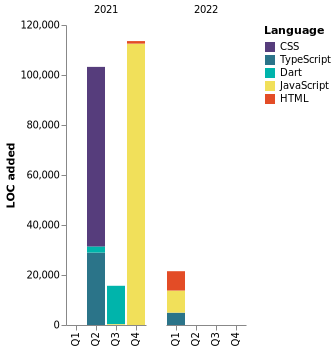 2021 2022
Language
CSS
TypeScript
Dart
JavaScript
HTML
LOC added
120,000
100,000
80,000
60,000
40,000
20,000
0
Q1 Q2 Q3 Q4 Q1 Q2 Q3 Q4